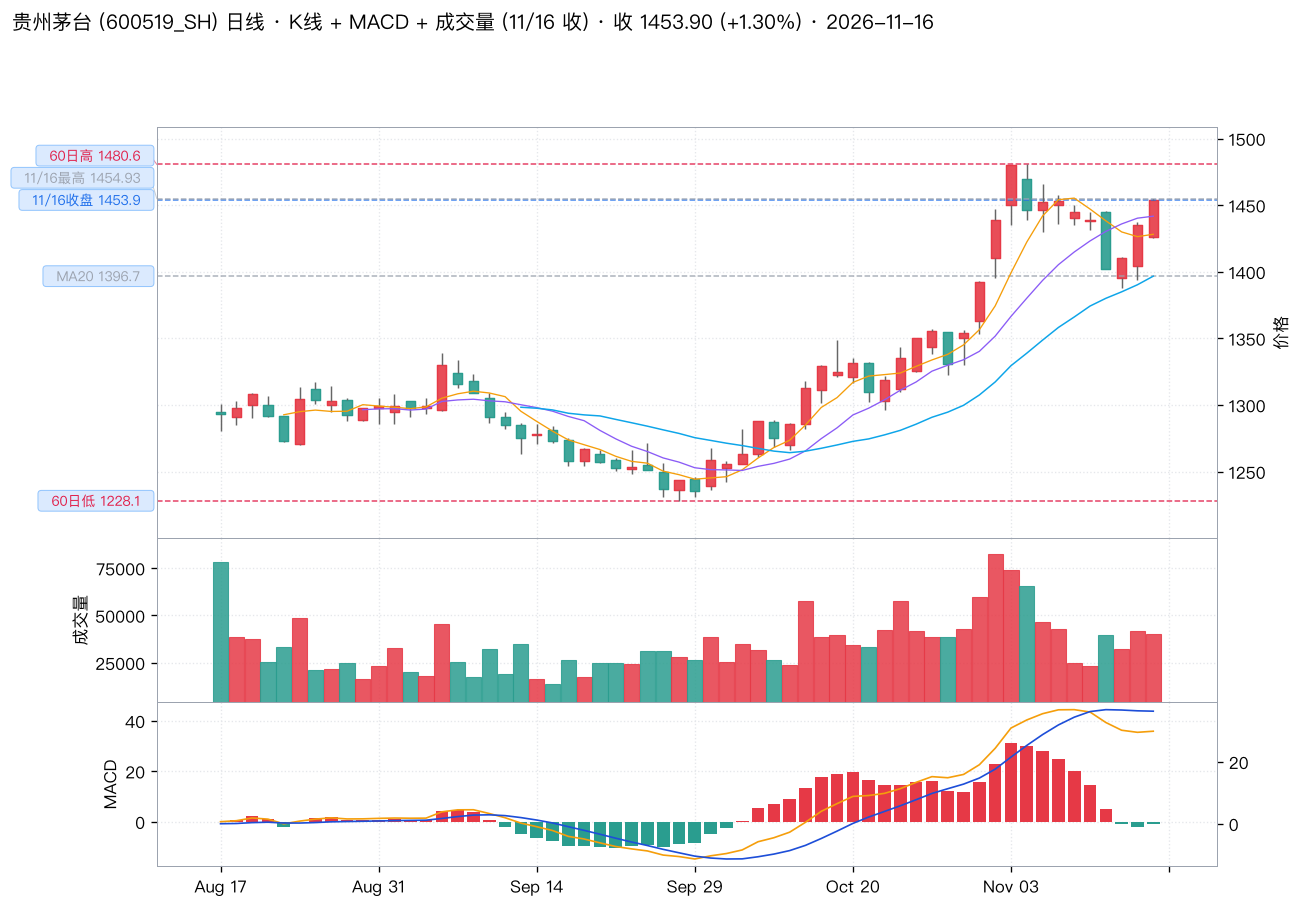 贵州茅台 (600519_SH) 日线 · K线 + MACD + 成交量 (11/16 收) · 收 1453.90 (+1.30%) · 2026–11–16
60日高 1480.6
11/16最高 1454.93
11/16收盘 1453.9
MA20 1396.7
60日低 1228.1
1500
1450
1400
1350
1300
1250
价格
75000
50000
25000
成交量
40
20
0
MACD
20
0
Aug 17
Aug 31
Sep 14
Sep 29
Oct 20
Nov 03